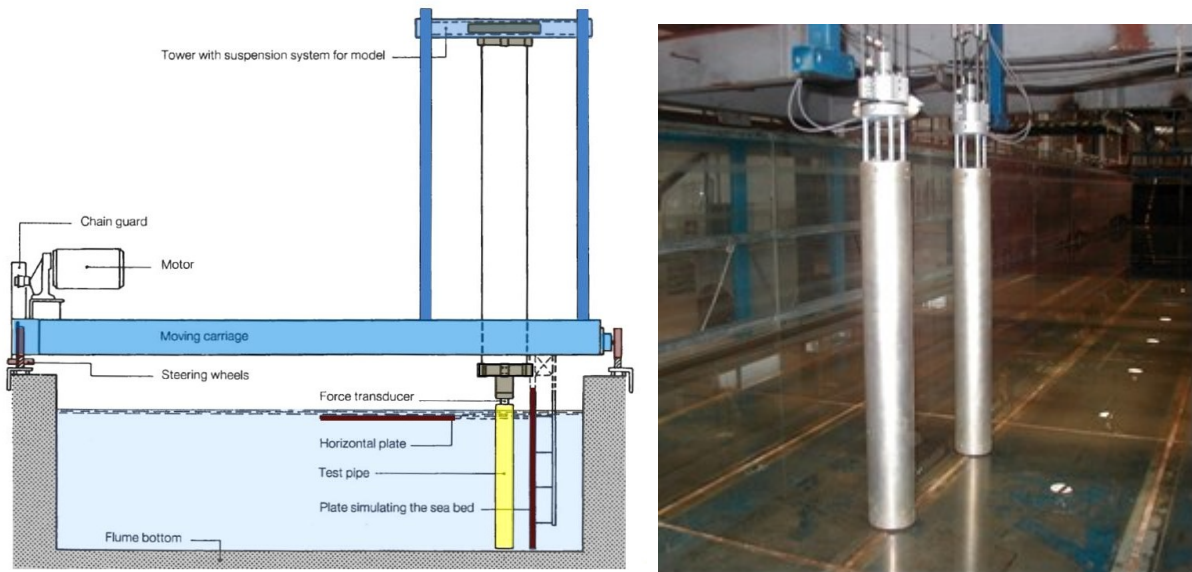 Tower with suspension system for model
Chain guard
Motor
Moving carriage
Steering wheels
Force transducer
Horizontal plate
Test pipe
Plate simulating the sea bed
Flume bottom